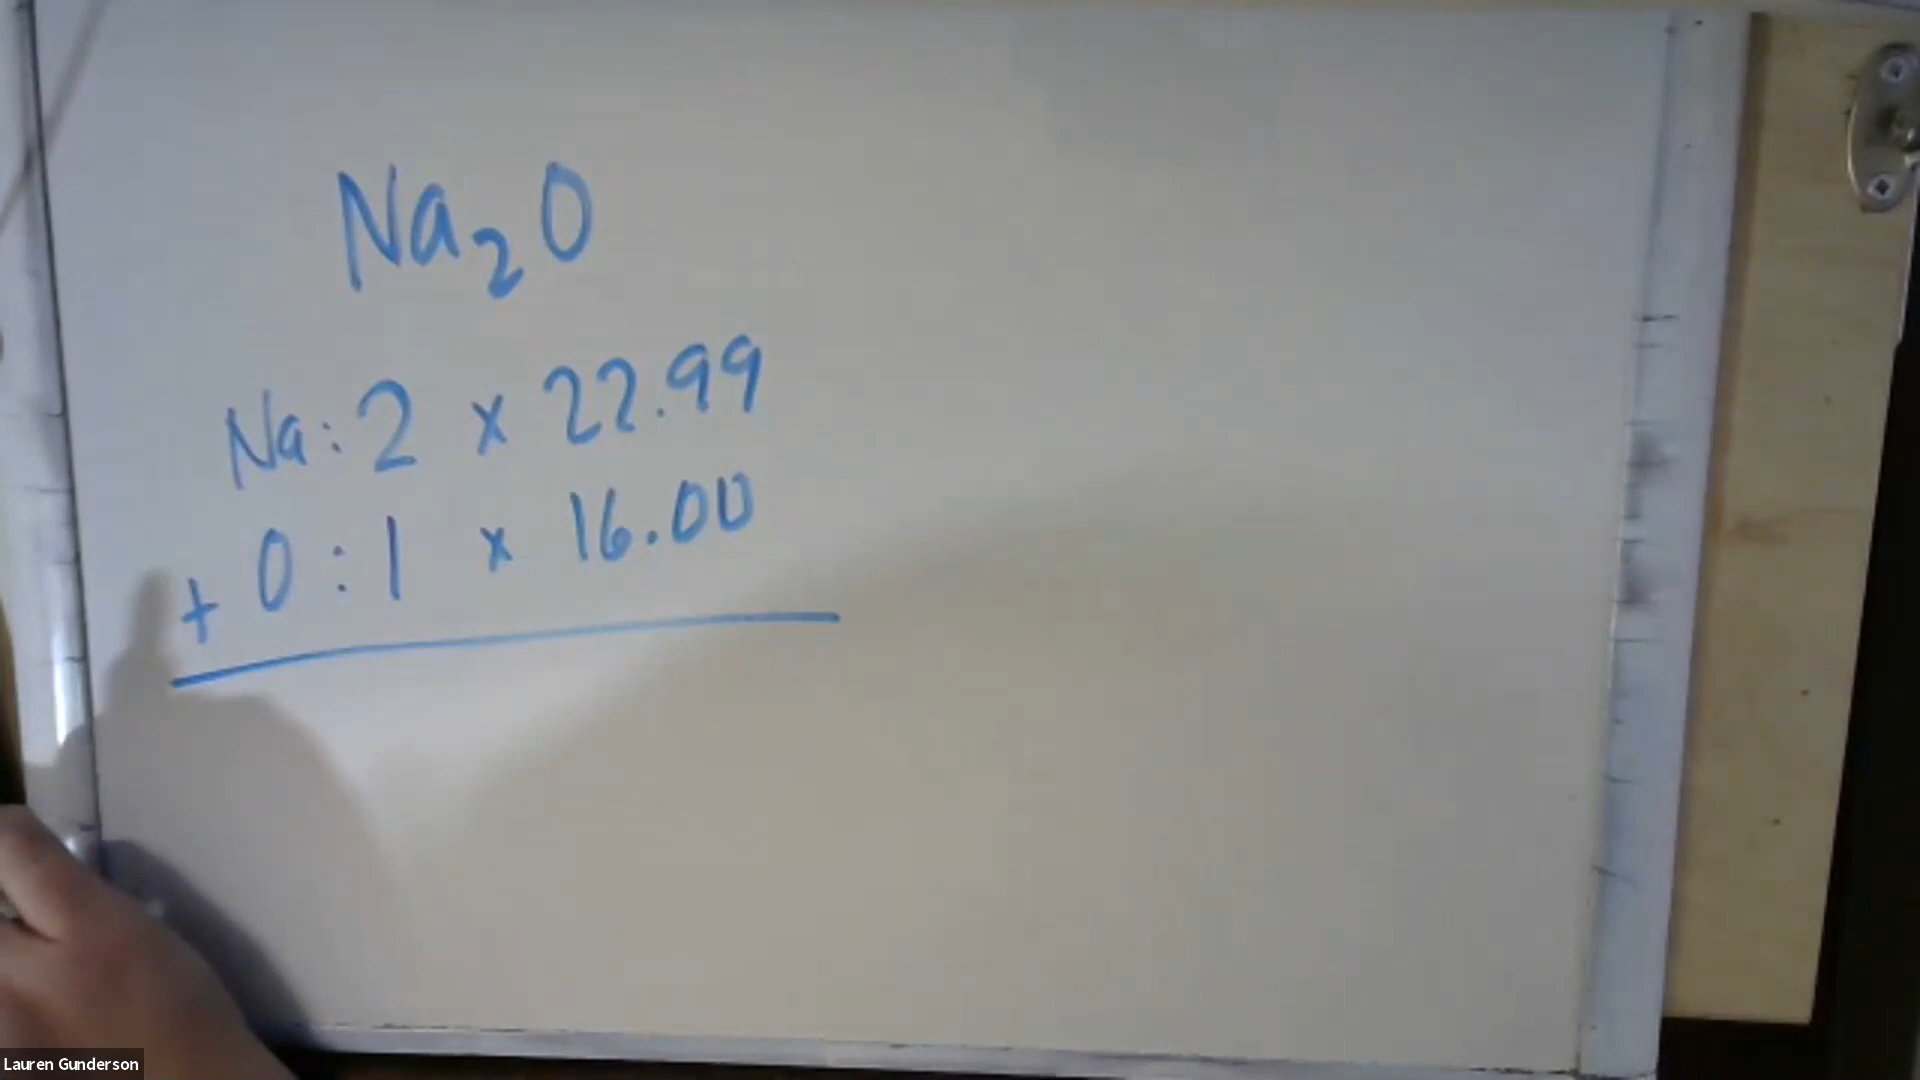 Na₂O
Na: 2 x 22.99
+ O: 1 x 16.00
Lauren Gunderson